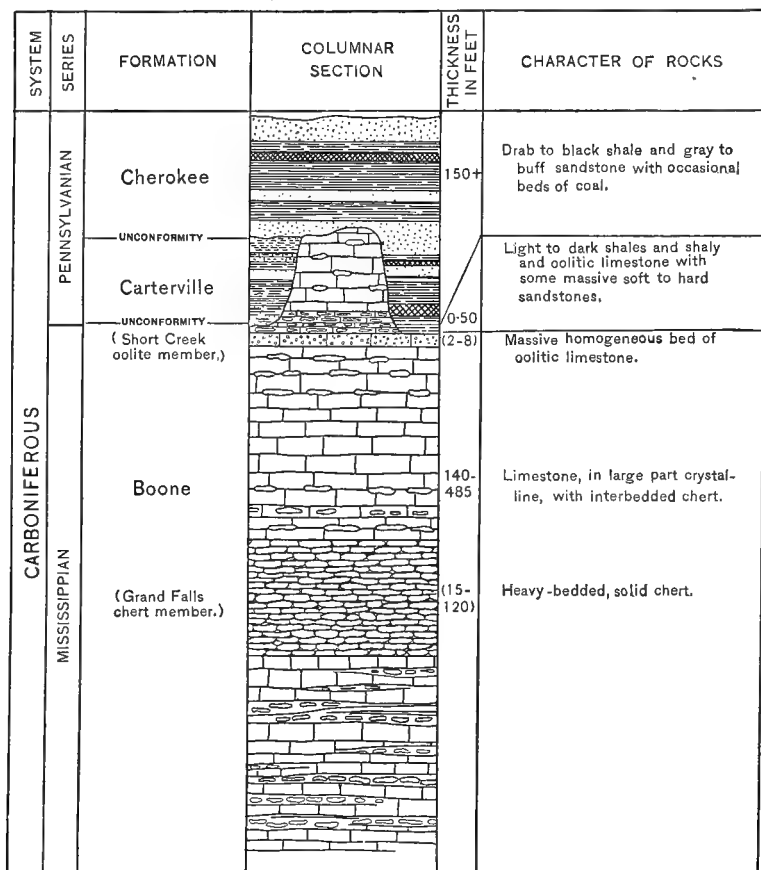 SYSTEM
SERIES
FORMATION
COLUMNAR
SECTION
THICKNESS
IN FEET
CHARACTER OF ROCKS
CARBONIFEROUS
PENNSYLVANIAN
Cherokee
150+
Drab to black shale and gray to
buff sandstone with occasional
beds of coal.
UNCONFORMITY
Carterville
0-50
Light to dark shales and shaly
and oolitic limestone with
some massive soft to hard
sandstones.
UNCONFORMITY
MISSISSIPPIAN
(Short Creek
oolite member.)
(2-8)
Massive homogeneous bed of
oolitic limestone.
Boone
140-
485
Limestone, in large part crystal-
line, with interbedded chert.
(Grand Falls
chert member.)
(15-
120)
Heavy-bedded, solid chert.